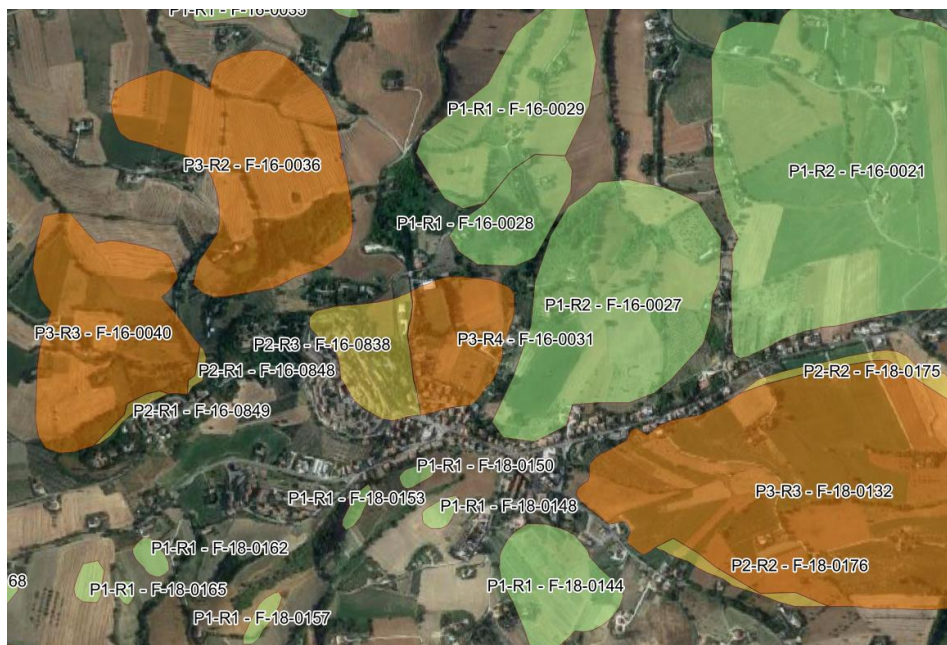 P1-R1 - F-16-0035
P1-R1 - F-16-0029
P3-R2 - F-16-0036
P1-R2 - F-16-0021
P1-R1 - F-16-0028
P1-R2 - F-16-0027
P3-R3 - F-16-0040
P2-R3 - F-16-0838
P3-R4 - F-16-0031
P2-R1 - F-16-0848
P2-R2 - F-18-0175
P2-R1 - F-16-0849
P1-R1 - F-18-0150
P3-R3 - F-18-0132
P1-R1 - F-18-0153
P1-R1 - F-18-0148
P1-R1 - F-18-0162
P2-R2 - F-18-0176
68
P1-R1 - F-18-0165
P1-R1 - F-18-0144
P1-R1 - F-18-0157